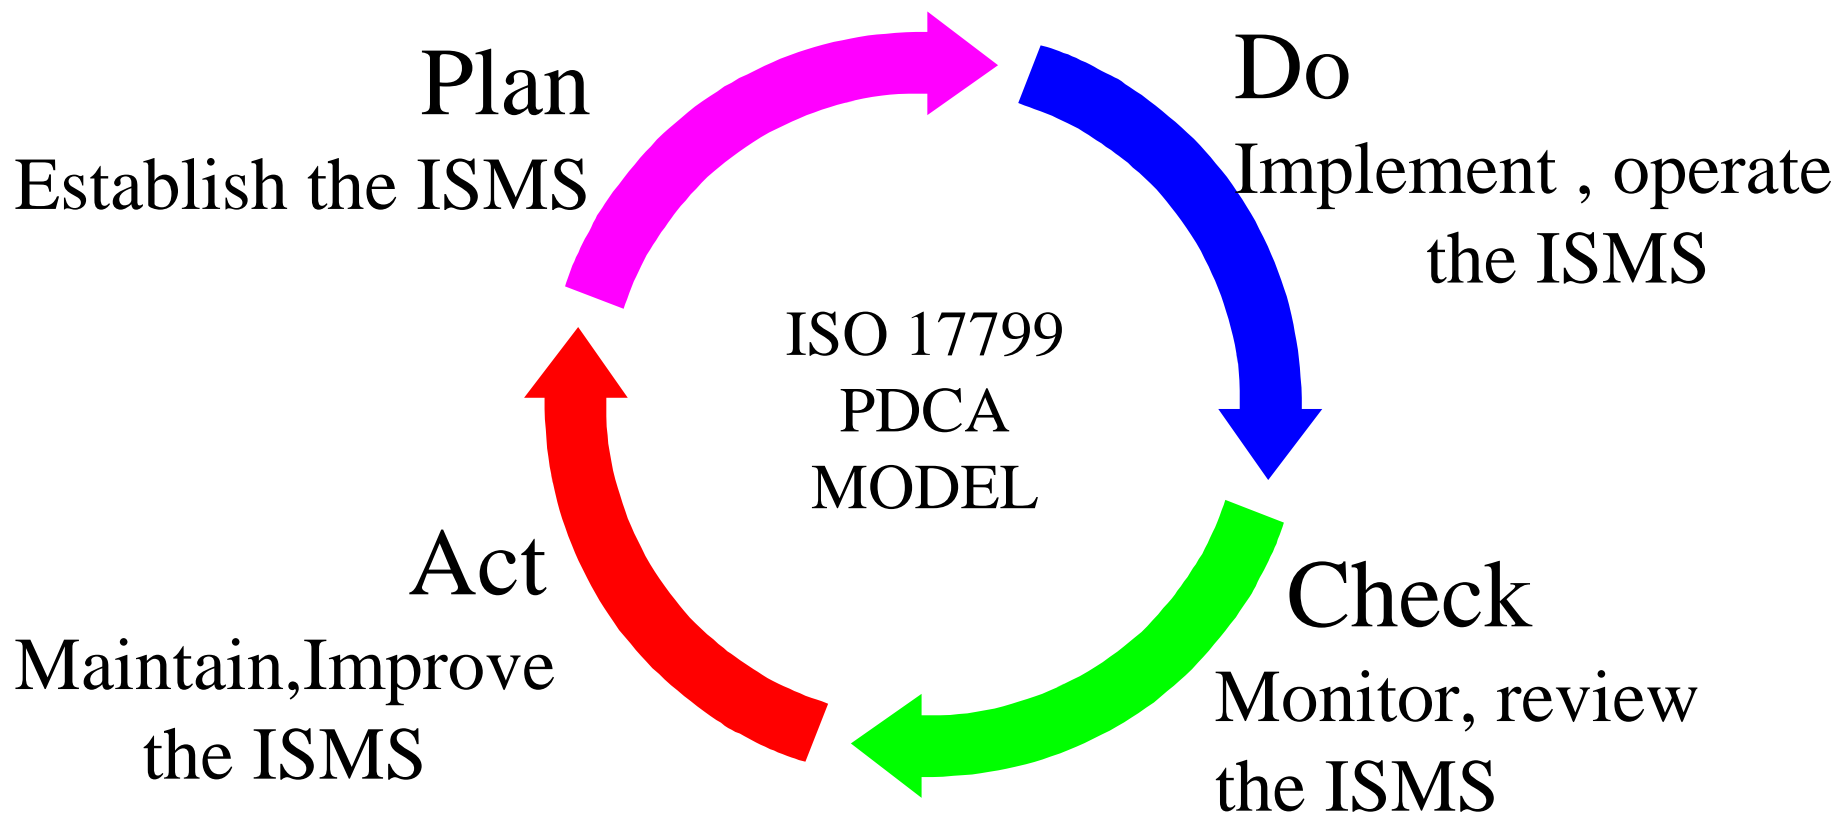 Plan
Establish the ISMS
Do
Implement , operate
the ISMS
ISO 17799
PDCA
MODEL
Check
Monitor, review
the ISMS
Act
Maintain,Improve
the ISMS